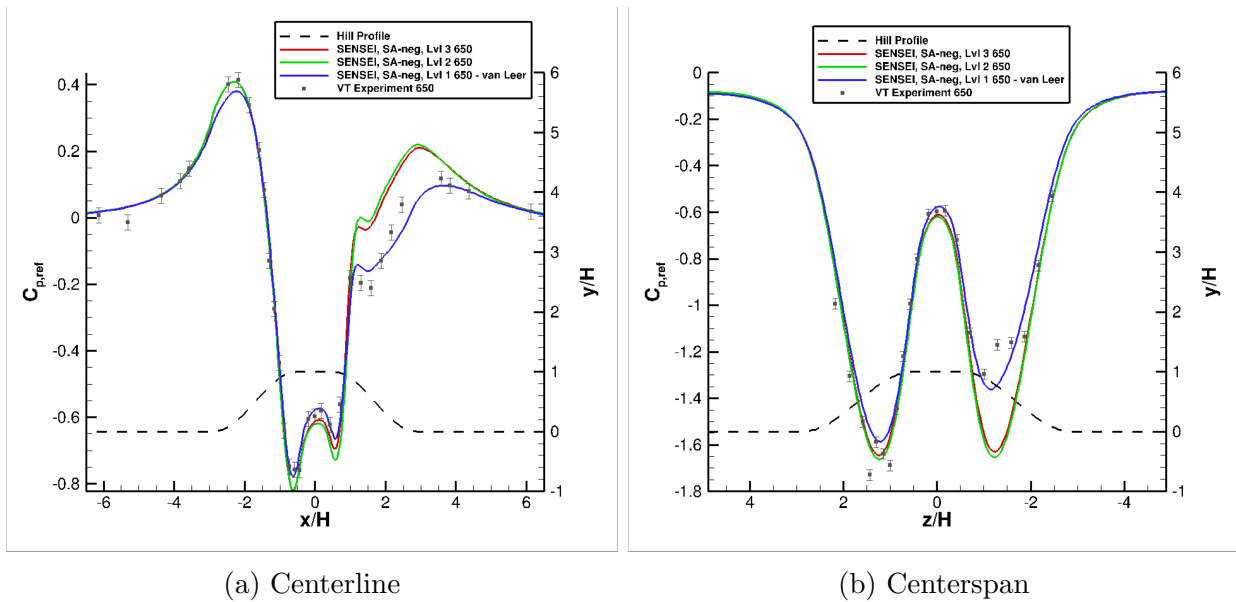 Hill Profile
SENSEI, SA-neg, Lvl 3 650
SENSEI, SA-neg, Lvl 2 650
SENSEI, SA-neg, Lvl 1 650 - van Leer
VT Experiment 650
0.4
0.2
0
-0.2
-0.4
-0.6
-0.8
C_p,ref
6
5
4
3
2
1
0
-1
y/H
-6 -4 -2 0 2 4 6
x/H
(a) Centerline
Hill Profile
SENSEI, SA-neg, Lvl 3 650
SENSEI, SA-neg, Lvl 2 650
SENSEI, SA-neg, Lvl 1 650 - van Leer
VT Experiment 650
0
-0.2
-0.4
-0.6
-0.8
-1
-1.2
-1.4
-1.6
-1.8
C_p,ref
6
5
4
3
2
1
0
-1
y/H
4 2 0 -2 -4
z/H
(b) Centerspan